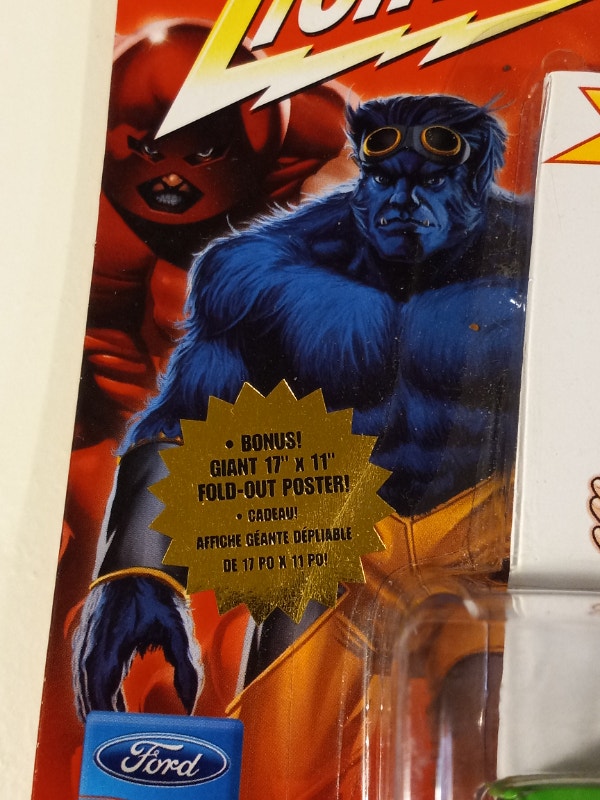 • BONUS!
GIANT 17" X 11"
FOLD-OUT POSTER!
• CADEAU!
AFFICHE GÉANTE DÉPLIABLE
DE 17 PO X 11 PO!
Ford